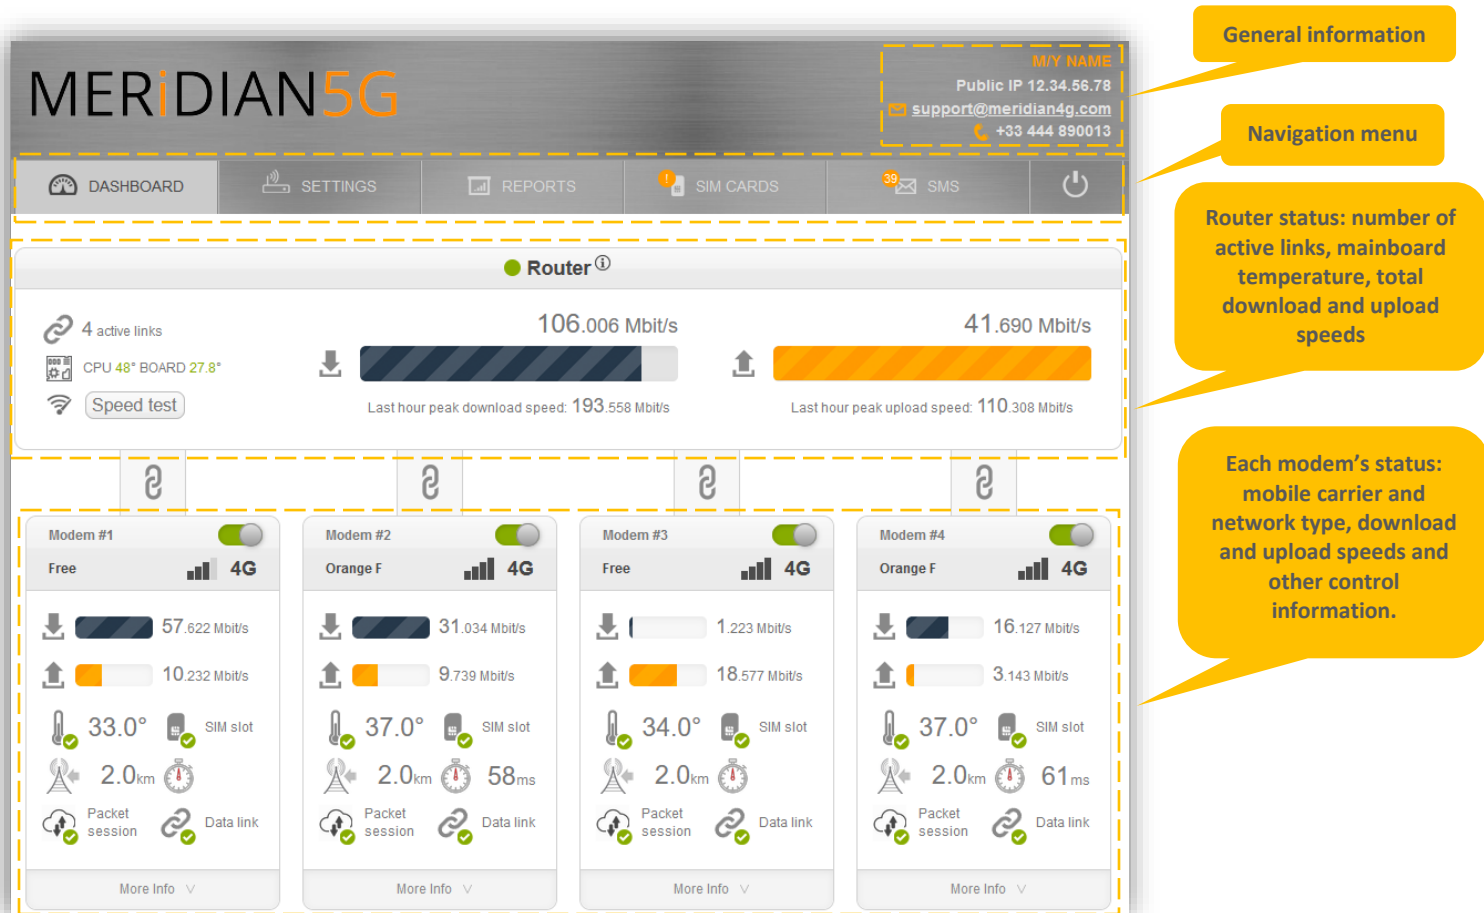 General information
MERiDIAN5G
M/Y NAME
Public IP 12.34.56.78
support@meridian4g.com
+33 444 890013
Navigation menu
DASHBOARD
SETTINGS
REPORTS
! SIM CARDS
39 SMS
Router status: number of
active links, mainboard
temperature, total
download and upload
speeds
Router i
4 active links
106.006 Mbit/s
41.690 Mbit/s
CPU 48° BOARD 27.8°
Speed test
Last hour peak download speed: 193.558 Mbit/s
Last hour peak upload speed: 110.308 Mbit/s
Each modem’s status:
mobile carrier and
network type, download
and upload speeds and
other control
information.
Modem #1
Free 4G
57.622 Mbit/s
10.232 Mbit/s
33.0° SIM slot
2.0km
Packet
session
Data link
More Info V
Modem #2
Orange F 4G
31.034 Mbit/s
9.739 Mbit/s
37.0° SIM slot
2.0km 58ms
Packet
session
Data link
More Info V
Modem #3
Free 4G
1.223 Mbit/s
18.577 Mbit/s
34.0° SIM slot
2.0km
Packet
session
Data link
More Info V
Modem #4
Orange F 4G
16.127 Mbit/s
3.143 Mbit/s
37.0° SIM slot
2.0km 61ms
Packet
session
Data link
More Info V